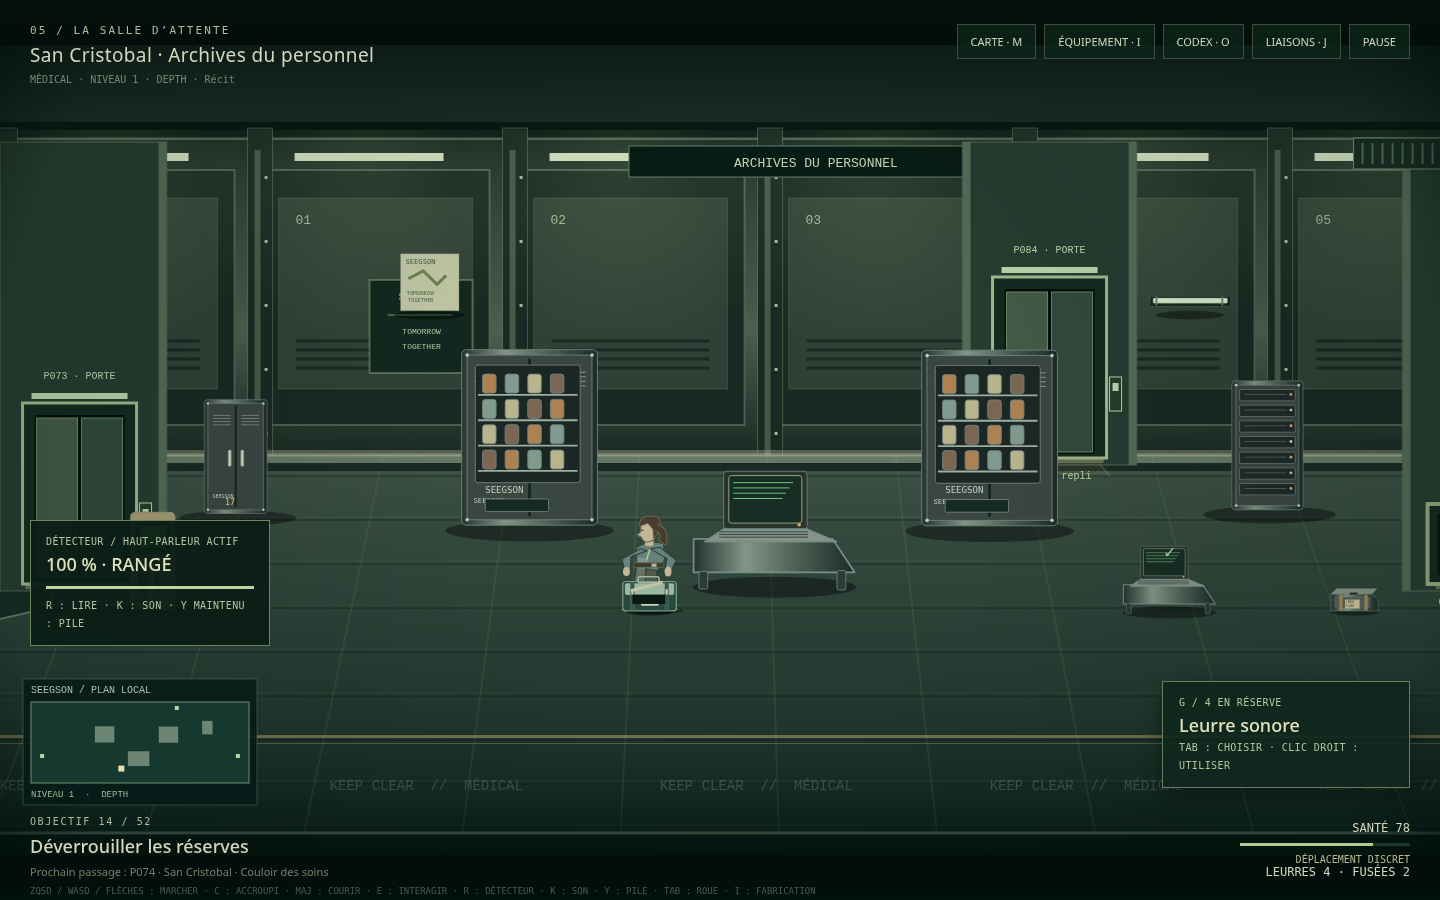 05 / LA SALLE D’ATTENTE
San Cristobal · Archives du personnel
MÉDICAL · NIVEAU 1 · DEPTH · Récit
CARTE · M
ÉQUIPEMENT · I
CODEX · O
LIAISONS · J
PAUSE
ARCHIVES DU PERSONNEL
01
02
03
05
P084 · PORTE
SEEGSON
TOMORROW
TOGETHER
TOMORROW
TOGETHER
P073 · PORTE
SEEGSON
17
SEEGSON
SEEGSON
repli
DÉTECTEUR / HAUT-PARLEUR ACTIF
100 % · RANGÉ
R : LIRE · K : SON · Y MAINTENU
: PILE
SEEGSON / PLAN LOCAL
NIVEAU 1 · DEPTH
G / 4 EN RÉSERVE
Leurre sonore
TAB : CHOISIR · CLIC DROIT :
UTILISER
KEEP CLEAR // MÉDICAL
KEEP CLEAR // MÉDICAL
KEEP CLEAR // MÉDIC
OBJECTIF 14 / 52
Déverrouiller les réserves
Prochain passage : P074 · San Cristobal · Couloir des soins
ZQSD / WASD / FLÈCHES : MARCHER · C : ACCROUPI · MAJ : COURIR · E : INTERAGIR · R : DÉTECTEUR · K : SON · Y : PILE · TAB : ROUE · I : FABRICATION
SANTÉ 78
DÉPLACEMENT DISCRET
LEURRES 4 · FUSÉES 2